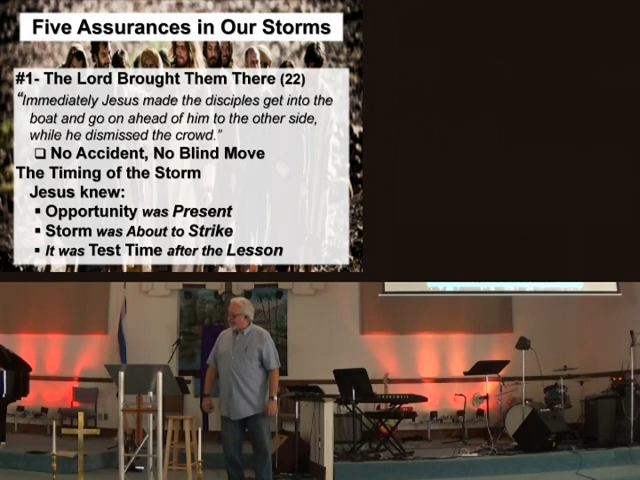 Five Assurances in Our Storms
#1- The Lord Brought Them There (22)
“Immediately Jesus made the disciples get into the
boat and go on ahead of him to the other side,
while he dismissed the crowd.”
❑ No Accident, No Blind Move
The Timing of the Storm
Jesus knew:
▪ Opportunity was Present
▪ Storm was About to Strike
▪ It was Test Time after the Lesson